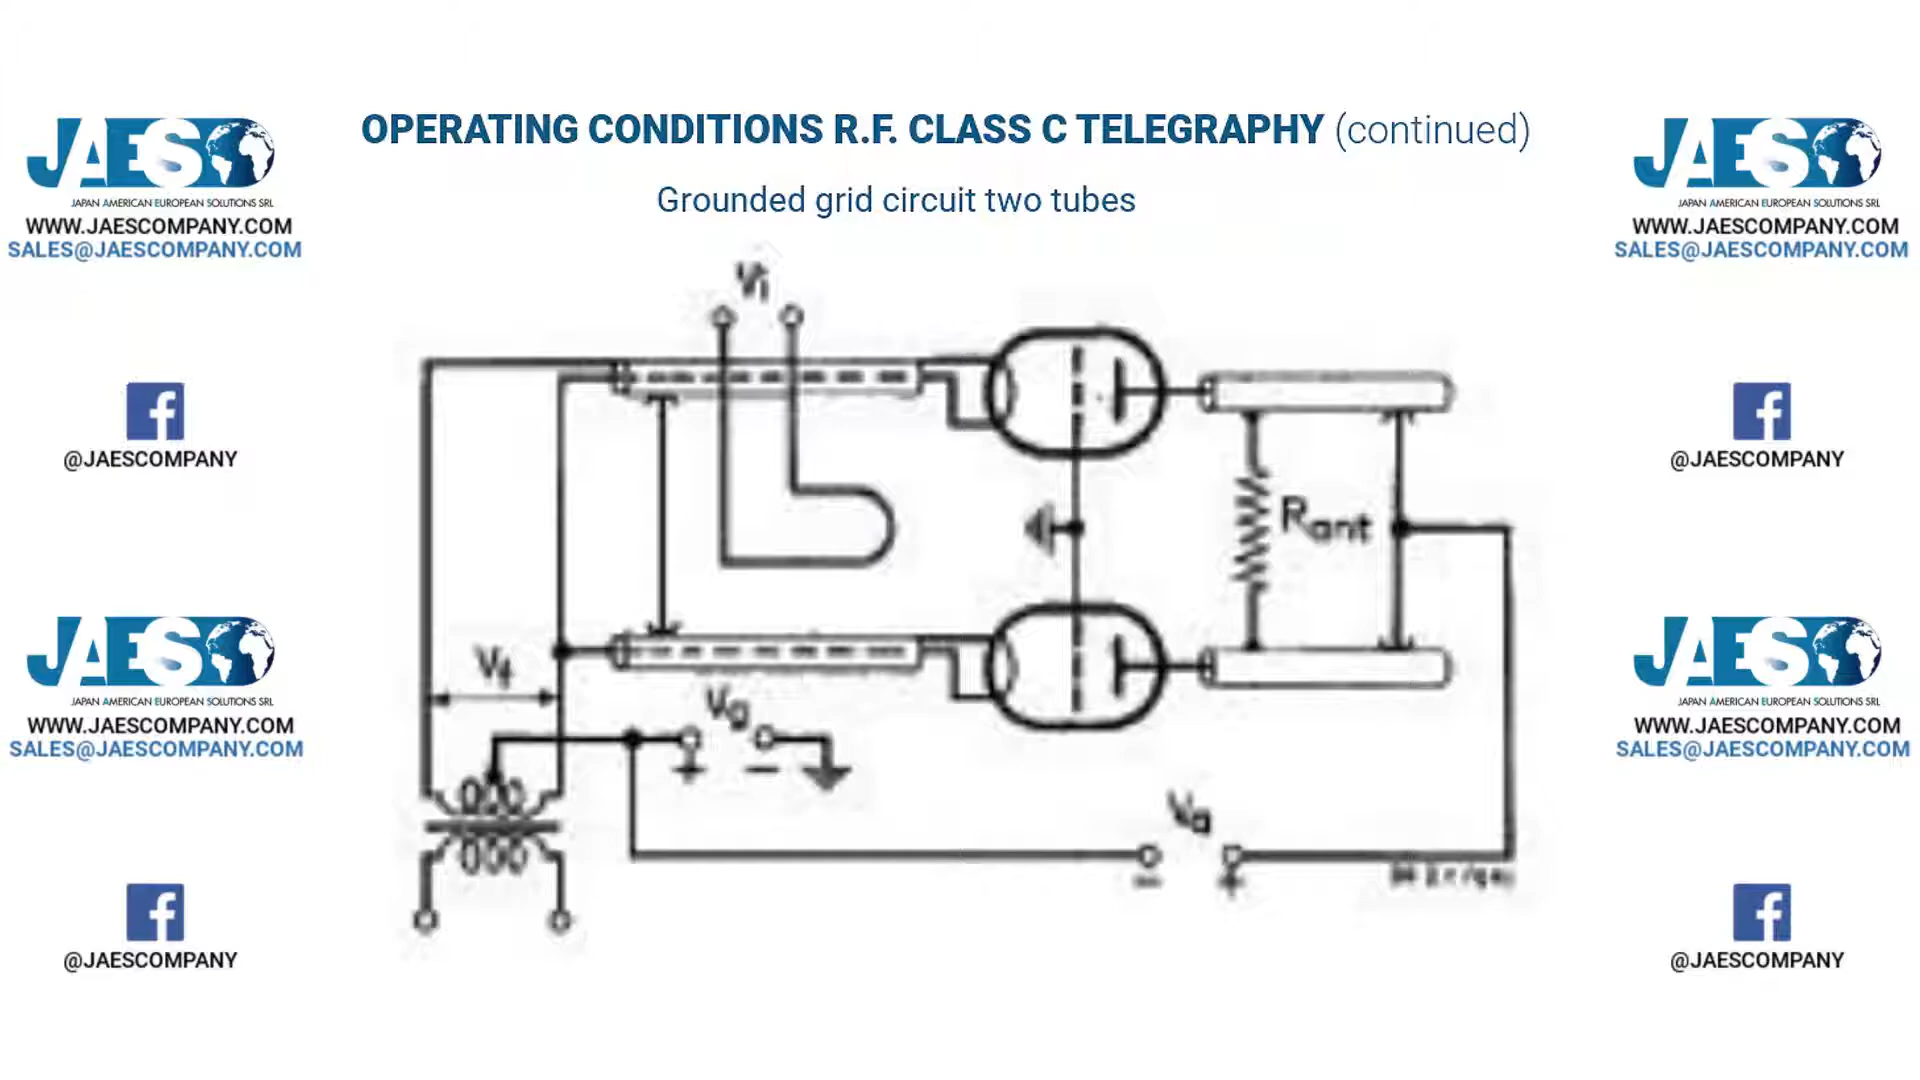 OPERATING CONDITIONS R.F. CLASS C TELEGRAPHY (continued)
Grounded grid circuit two tubes
JAES
JAPAN AMERICAN EUROPEAN SOLUTIONS SRL
WWW.JAESCOMPANY.COM
SALES@JAESCOMPANY.COM
@JAESCOMPANY
JAES
JAPAN AMERICAN EUROPEAN SOLUTIONS SRL
WWW.JAESCOMPANY.COM
SALES@JAESCOMPANY.COM
@JAESCOMPANY
Vi
Rant
Vf
Vg
+ −
Va
− +
JAES
JAPAN AMERICAN EUROPEAN SOLUTIONS SRL
WWW.JAESCOMPANY.COM
SALES@JAESCOMPANY.COM
@JAESCOMPANY
JAES
JAPAN AMERICAN EUROPEAN SOLUTIONS SRL
WWW.JAESCOMPANY.COM
SALES@JAESCOMPANY.COM
@JAESCOMPANY